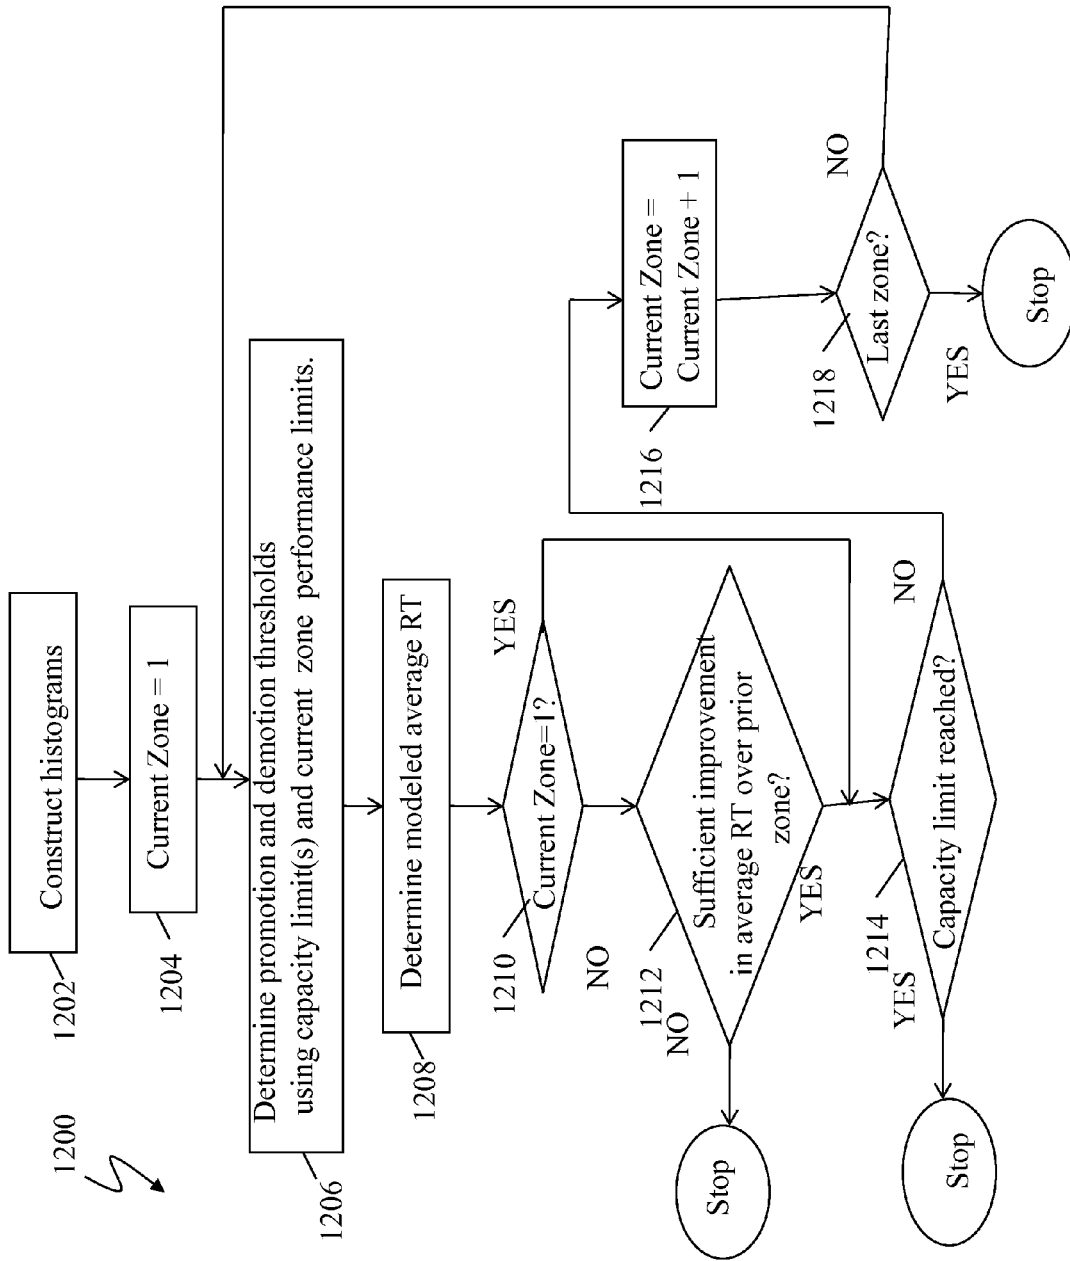 1200
Construct histograms
1202
Current Zone = 1
1204
Determine promotion and demotion thresholds
using capacity limit(s) and current zone performance limits.
1206
Determine modeled average RT
1208
Current Zone=1?
1210
YES
NO
Sufficient improvement
in average RT over prior
zone?
1212
NO
YES
Stop
Capacity limit reached?
1214
YES
NO
Stop
Current Zone =
Current Zone + 1
1216
Last zone?
1218
NO
YES
Stop